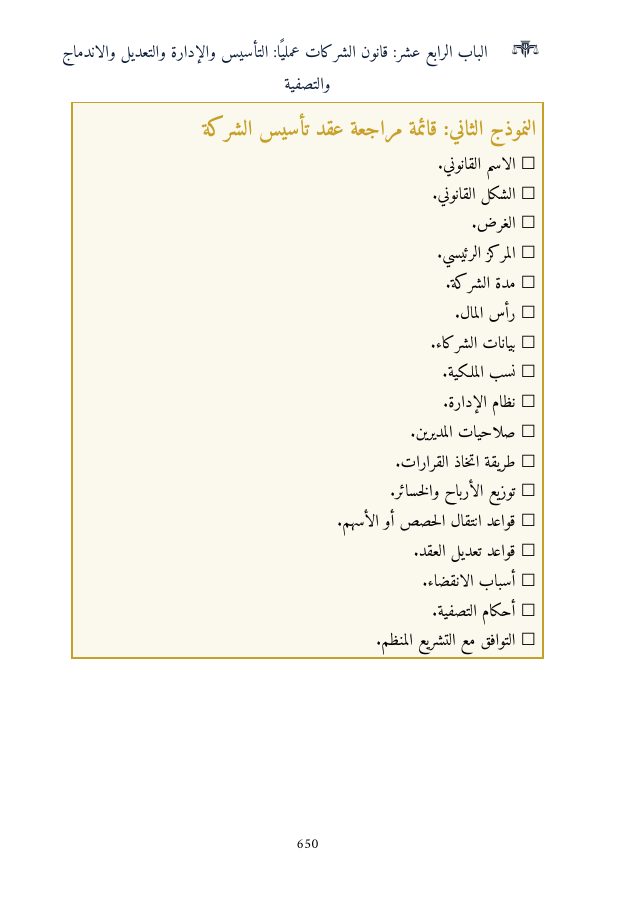 الباب الرابع عشر: قانون الشركات عمليًا: التأسيس والإدارة والتعديل والاندماج
والتصفية
النموذج الثاني: قائمة مراجعة عقد تأسيس الشركة
☐ الاسم القانوني.
☐ الشكل القانوني.
☐ الغرض.
☐ المركز الرئيسي.
☐ مدة الشركة.
☐ رأس المال.
☐ بيانات الشركاء.
☐ نسب الملكية.
☐ نظام الإدارة.
☐ صلاحيات المديرين.
☐ طريقة اتخاذ القرارات.
☐ توزيع الأرباح والخسائر.
☐ قواعد انتقال الحصص أو الأسهم.
☐ قواعد تعديل العقد.
☐ أسباب الانقضاء.
☐ أحكام التصفية.
☐ التوافق مع التشريع المنظم.
650